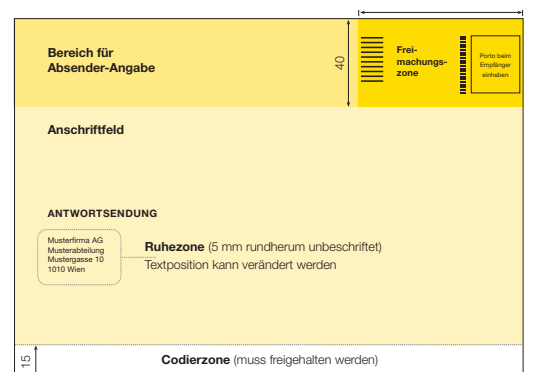 Bereich für
Absender-Angabe
40
Frei-
machungs-
zone
Porto beim
Empfänger
einheben
Anschriftfeld
ANTWORTSENDUNG
Musterfirma AG
Musterabteilung
Mustergasse 10
1010 Wien
Ruhezone (5 mm rundherum unbeschriftet)
Textposition kann verändert werden
15
Codierzone (muss freigehalten werden)